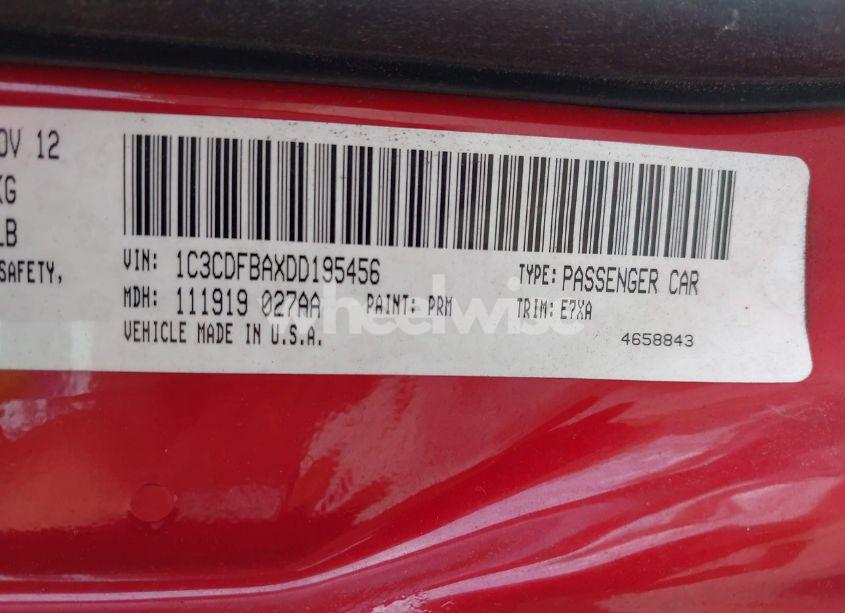 OV 12
KG
LB
SAFETY,
VIN: 1C3CDFBAXDD195456
TYPE: PASSENGER CAR
MDH: 111919 027AA
PAINT: PRM
TRIM: E7XA
VEHICLE MADE IN U.S.A.
4658843
wheelwise